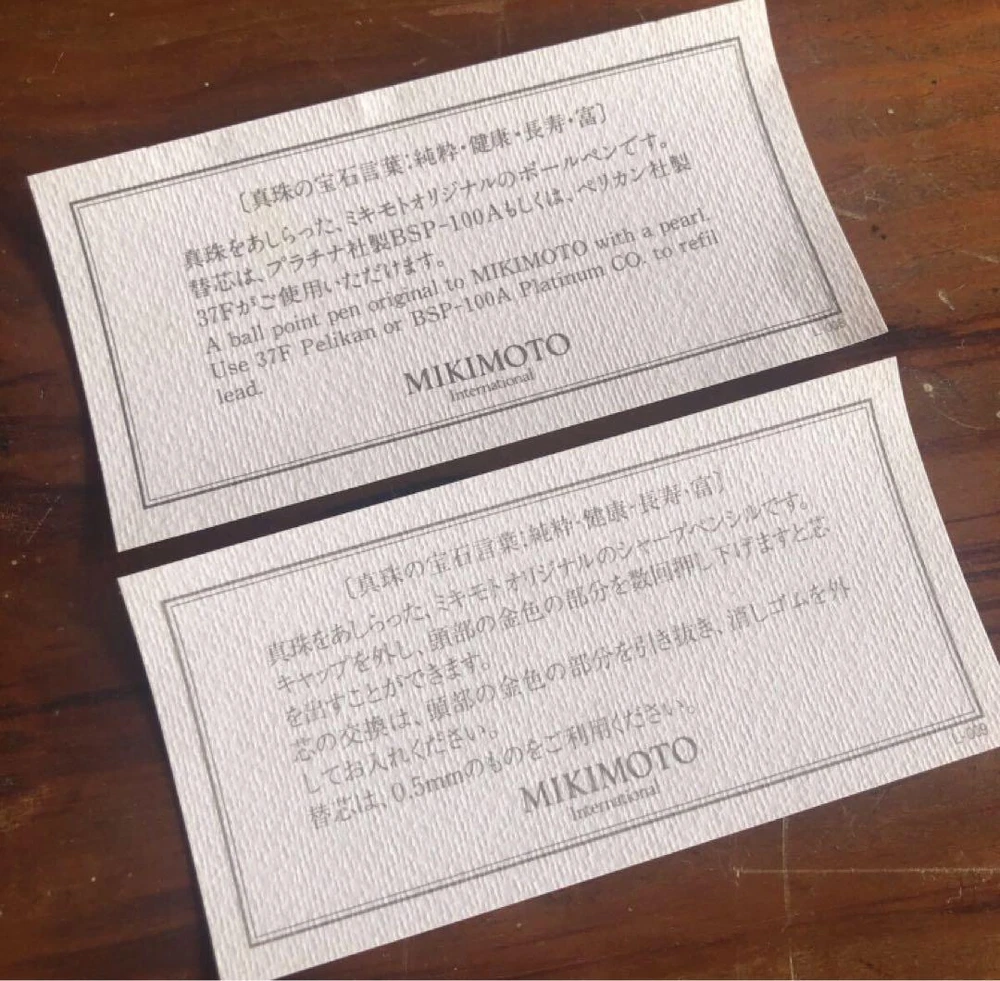 [真珠の宝石言葉:純粋・健康・長寿・富]
真珠をあしらった、ミキモトオリジナルのボールペンです。
替芯は、プラチナ社製BSP-100Aもしくは、ペリカン社製
37Fがご使用いただけます。
A ball point pen original to MIKIMOTO with a pearl.
Use 37F Pelikan or BSP-100A Platinum CO. to refil
lead.
MIKIMOTO
International
L-008
[真珠の宝石言葉:純粋・健康・長寿・富]
真珠をあしらった、ミキモトオリジナルのシャープペンシルです。
キャップを外し、頭部の金色の部分を数回押し下げますと芯
を出すことができます。
芯の交換は、頭部の金色の部分を引き抜き、消しゴムを外
してお入れください。
替芯は、0.5mmのものをご利用ください。
MIKIMOTO
International
L-009